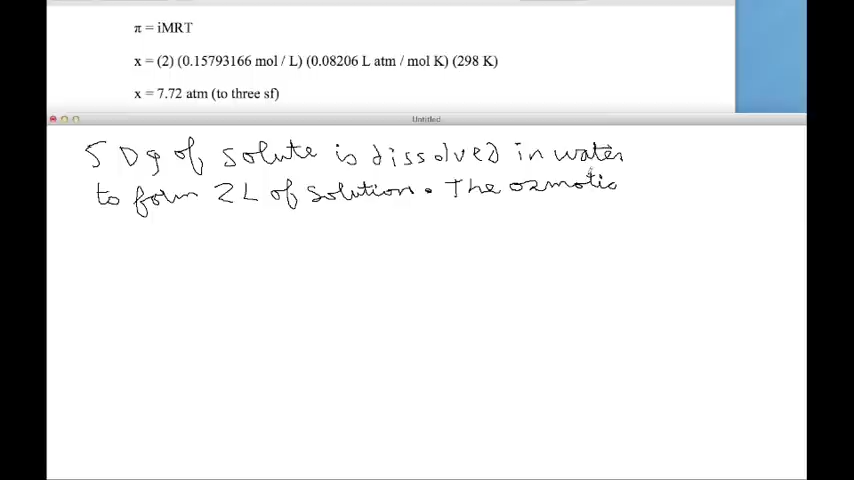 π = iMRT
x = (2) (0.15793166 mol / L) (0.08206 L atm / mol K) (298 K)
x = 7.72 atm (to three sf)
Untitled
50g of solute is dissolved in water
to form 2L of solution. The ozmotic